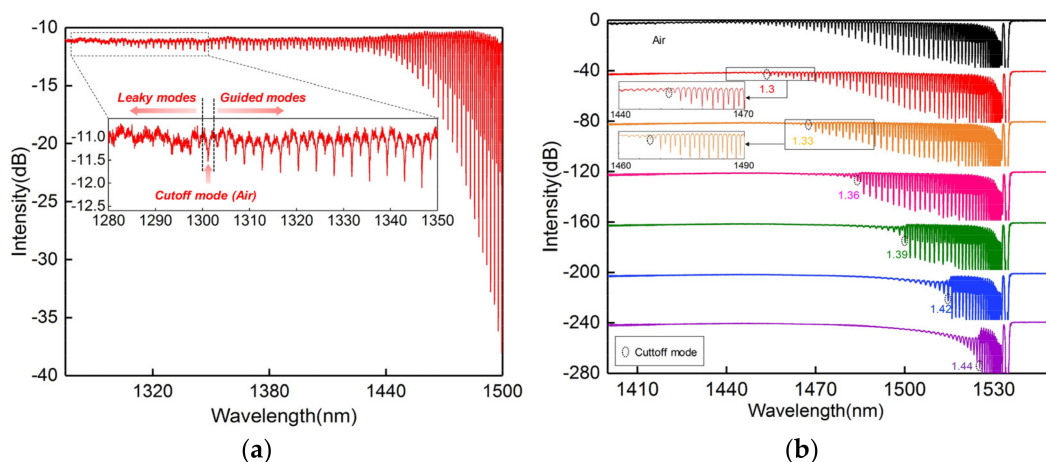 -10
-15
-20
-25
-30
-35
-40
Intensity(dB)
Leaky modes
Guided modes
Cutoff mode (Air)
-11.0
-11.5
-12.0
-12.5
1280 1290 1300 1310 1320 1330 1340 1350
1320 1380 1440 1500
Wavelength(nm)
(a)
0
-40
-80
-120
-160
-200
-240
-280
Intensity(dB)
Air
1.3
1440 1470
1.33
1460 1490
1.36
1.39
1.42
1.44
Cuttoff mode
1410 1440 1470 1500 1530
Wavelength(nm)
(b)